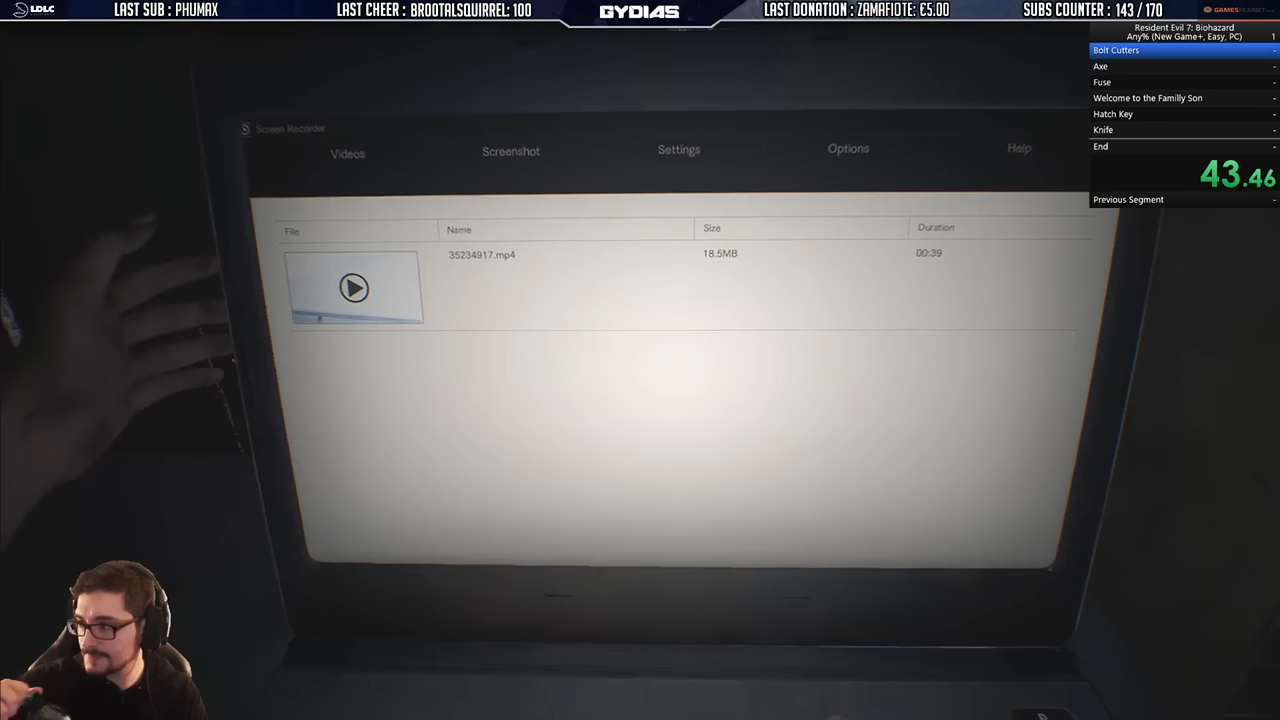 LDLC
LAST SUB : PHUMAX
LAST CHEER : BROOTALSQUIRREL: 100
GYDIAS
LAST DONATION : ZAMAFIOTE: €5.00
SUBS COUNTER : 143 / 170
GAMESPLANET
Resident Evil 7: Biohazard
Any% (New Game+, Easy, PC) 1
Bolt Cutters -
Axe -
Fuse -
Welcome to the Familly Son -
Hatch Key -
Knife -
End -
43.46
Previous Segment -
Screen Recorder
Videos Screenshot Settings Options Help
File Name Size Duration
35234917.mp4 18.5MB 00:39